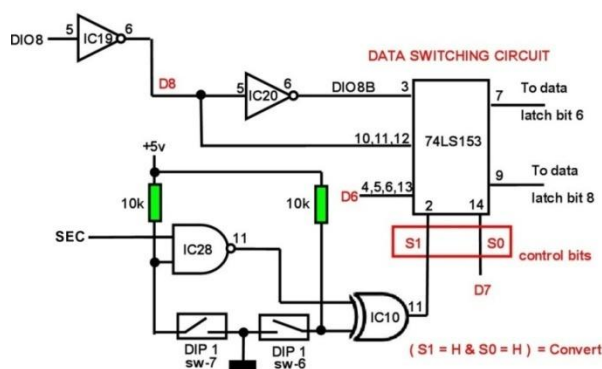 DIO8
5
IC19
6
DATA SWITCHING CIRCUIT
D8
5
IC20
6
DIO8B
3
7
To data
latch bit 6
10,11,12
74LS153
+5v
9
To data
latch bit 8
D6
4,5,6,13
10k
10k
2
14
SEC
IC28
11
S1
S0
control bits
D7
IC10
11
DIP 1
sw-7
DIP 1
sw-6
( S1 = H & S0 = H ) = Convert